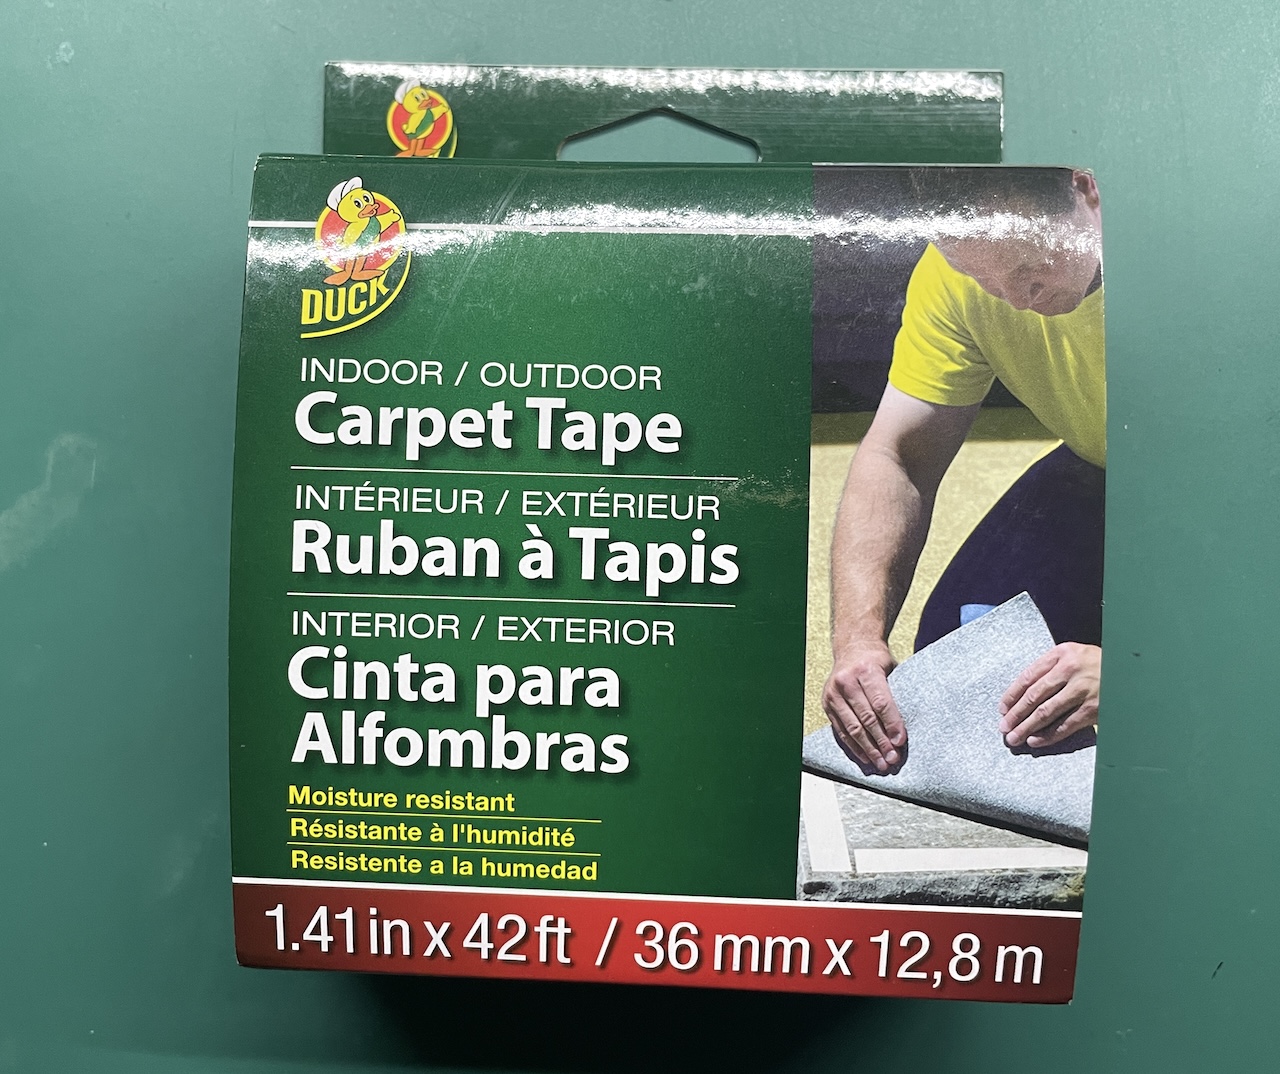 DUCK
INDOOR / OUTDOOR
Carpet Tape
INTÉRIEUR / EXTÉRIEUR
Ruban à Tapis
INTERIOR / EXTERIOR
Cinta para
Alfombras
Moisture resistant
Résistante à l'humidité
Resistente a la humedad
1.41 in x 42 ft / 36 mm x 12,8 m